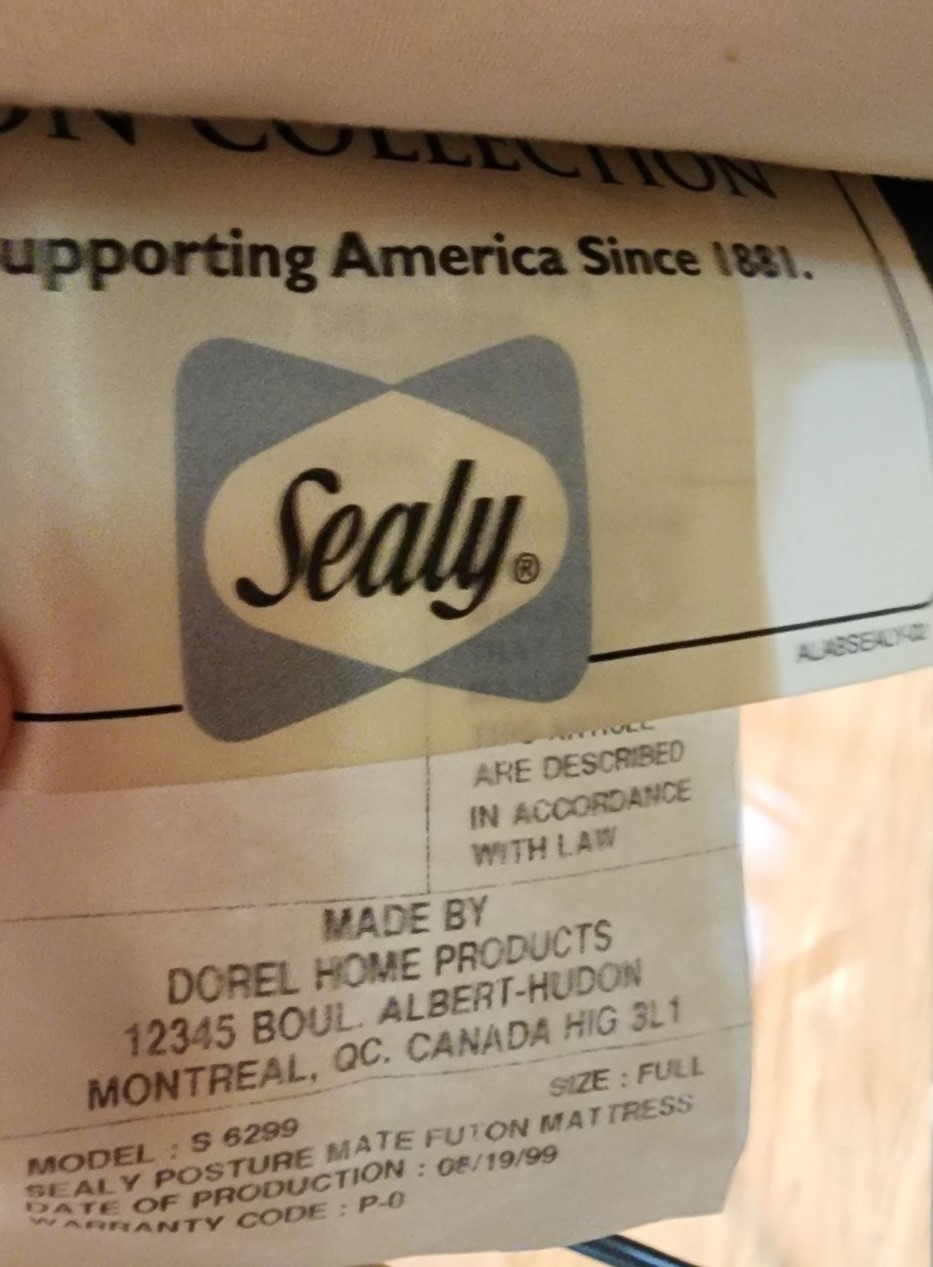 COLLECTION
upporting America Since 1881.
Sealy®
ALABSEALY-02
ARE DESCRIBED
IN ACCORDANCE
WITH LAW
MADE BY
DOREL HOME PRODUCTS
12345 BOUL. ALBERT-HUDON
MONTREAL, QC. CANADA HIG 3L1
SIZE : FULL
MODEL : S 6299
SEALY POSTURE MATE FUTON MATTRESS
DATE OF PRODUCTION : 08/19/99
WARRANTY CODE : P-0